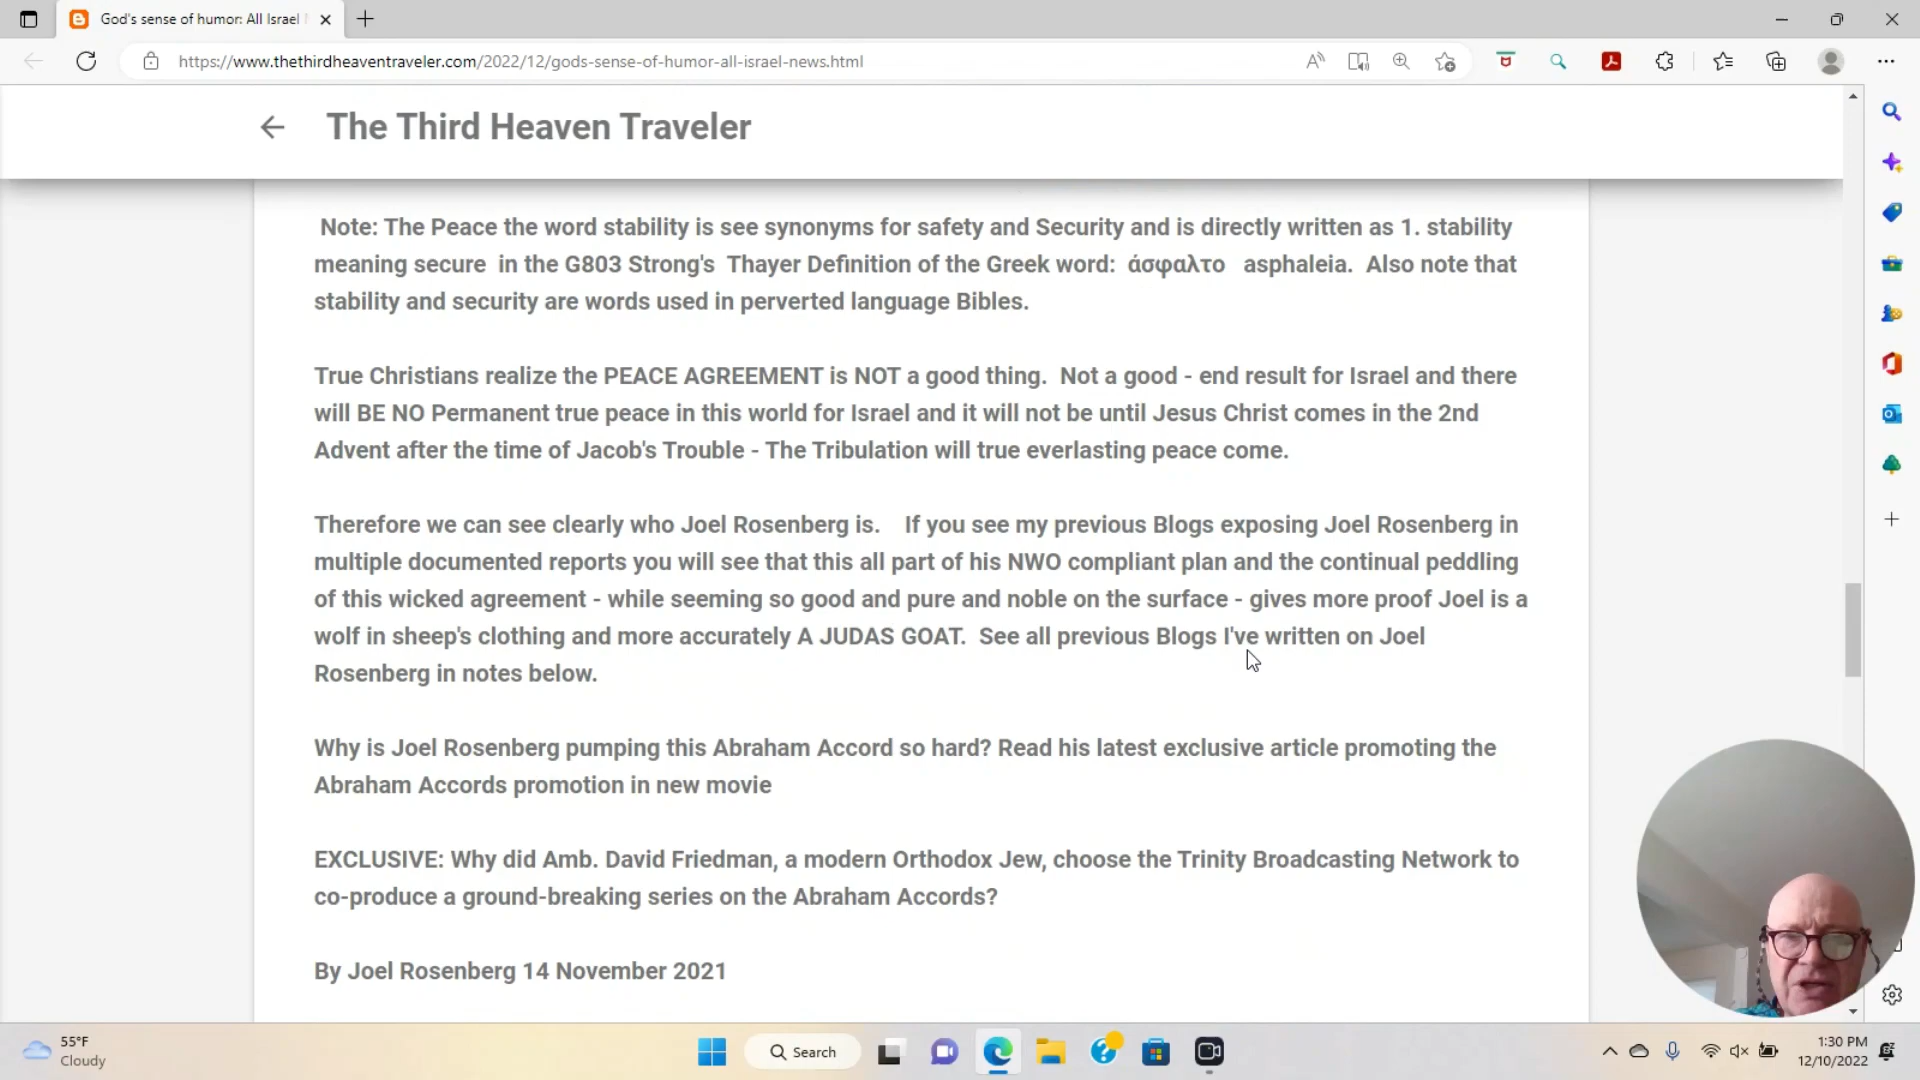 God's sense of humor: All Israel
https://www.thethirdheaventraveler.com/2022/12/gods-sense-of-humor-all-israel-news.html
The Third Heaven Traveler
Note: The Peace the word stability is see synonyms for safety and Security and is directly written as 1. stability
meaning secure in the G803 Strong's Thayer Definition of the Greek word: άσφαλτο asphaleia. Also note that
stability and security are words used in perverted language Bibles.
True Christians realize the PEACE AGREEMENT is NOT a good thing. Not a good - end result for Israel and there
will BE NO Permanent true peace in this world for Israel and it will not be until Jesus Christ comes in the 2nd
Advent after the time of Jacob's Trouble - The Tribulation will true everlasting peace come.
Therefore we can see clearly who Joel Rosenberg is. If you see my previous Blogs exposing Joel Rosenberg in
multiple documented reports you will see that this all part of his NWO compliant plan and the continual peddling
of this wicked agreement - while seeming so good and pure and noble on the surface - gives more proof Joel is a
wolf in sheep's clothing and more accurately A JUDAS GOAT. See all previous Blogs I've written on Joel
Rosenberg in notes below.
Why is Joel Rosenberg pumping this Abraham Accord so hard? Read his latest exclusive article promoting the
Abraham Accords promotion in new movie
EXCLUSIVE: Why did Amb. David Friedman, a modern Orthodox Jew, choose the Trinity Broadcasting Network to
co-produce a ground-breaking series on the Abraham Accords?
By Joel Rosenberg 14 November 2021
55°F
Cloudy
Search
1:30 PM
12/10/2022